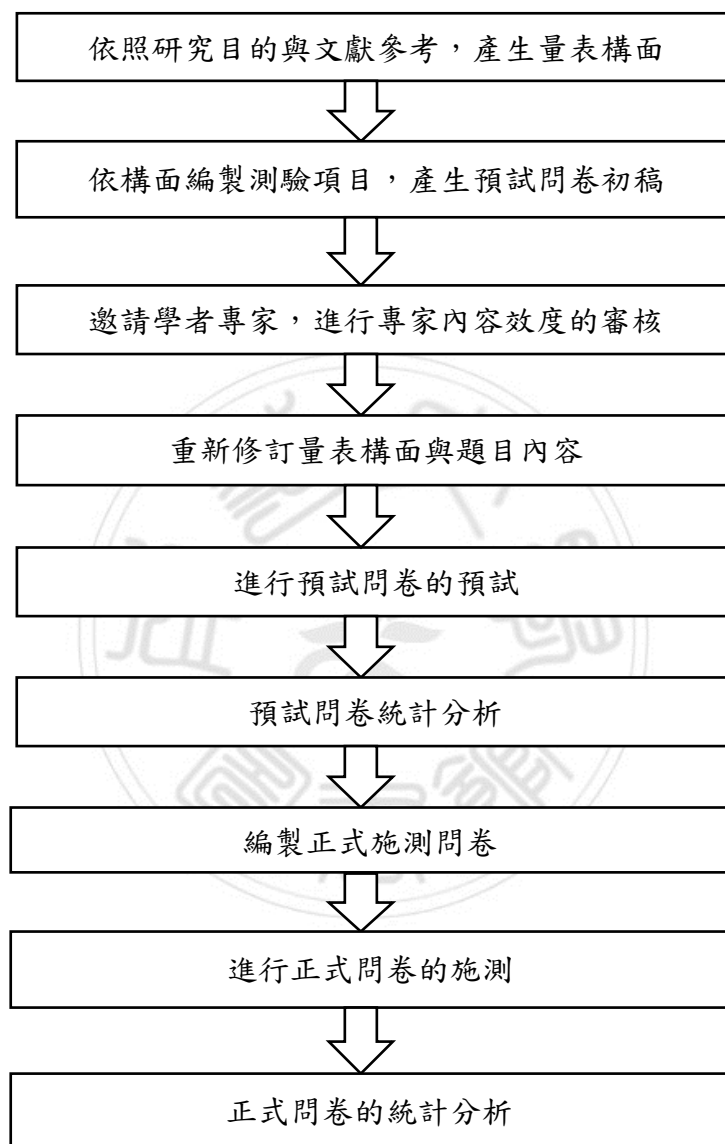 依照研究目的與文獻參考，產生量表構面
依構面編製測驗項目，產生預試問卷初稿
邀請學者專家，進行專家內容效度的審核
重新修訂量表構面與題目內容
進行預試問卷的預試
預試問卷統計分析
編製正式施測問卷
進行正式問卷的施測
正式問卷的統計分析